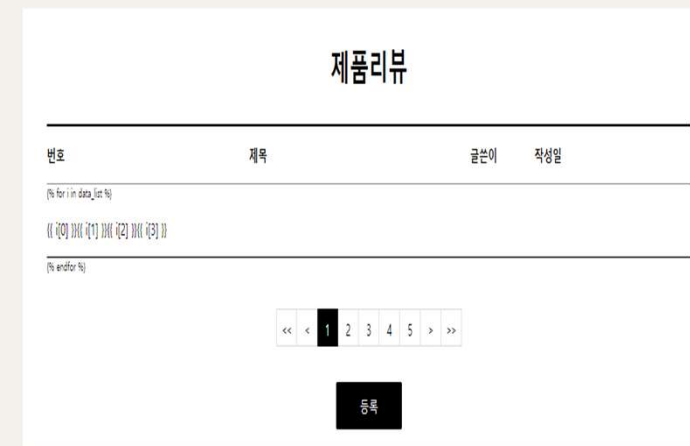 제품리뷰
번호 제목 글쓴이 작성일
{% for i in data_list %}
{{ i[0] }}{{ i[1] }}{{ i[2] }}{{ i[3] }}
{% endfor %}
<< < 1 2 3 4 5 > >>
등록